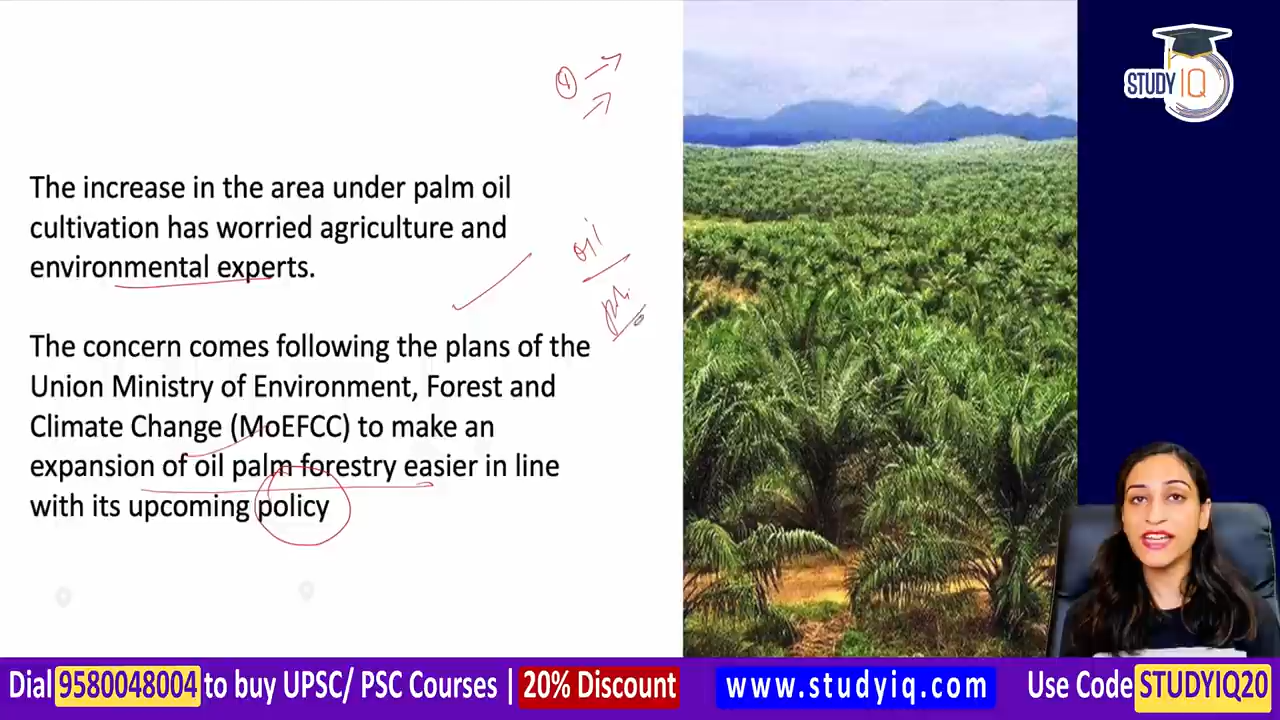 STUDY IQ
①
The increase in the area under palm oil
cultivation has worried agriculture and
environmental experts.
oil
The concern comes following the plans of the
Union Ministry of Environment, Forest and
Climate Change (MoEFCC) to make an
expansion of oil palm forestry easier in line
with its upcoming policy
Dial 9580048004 to buy UPSC/ PSC Courses | 20% Discount
www.studyiq.com
Use Code STUDYIQ20